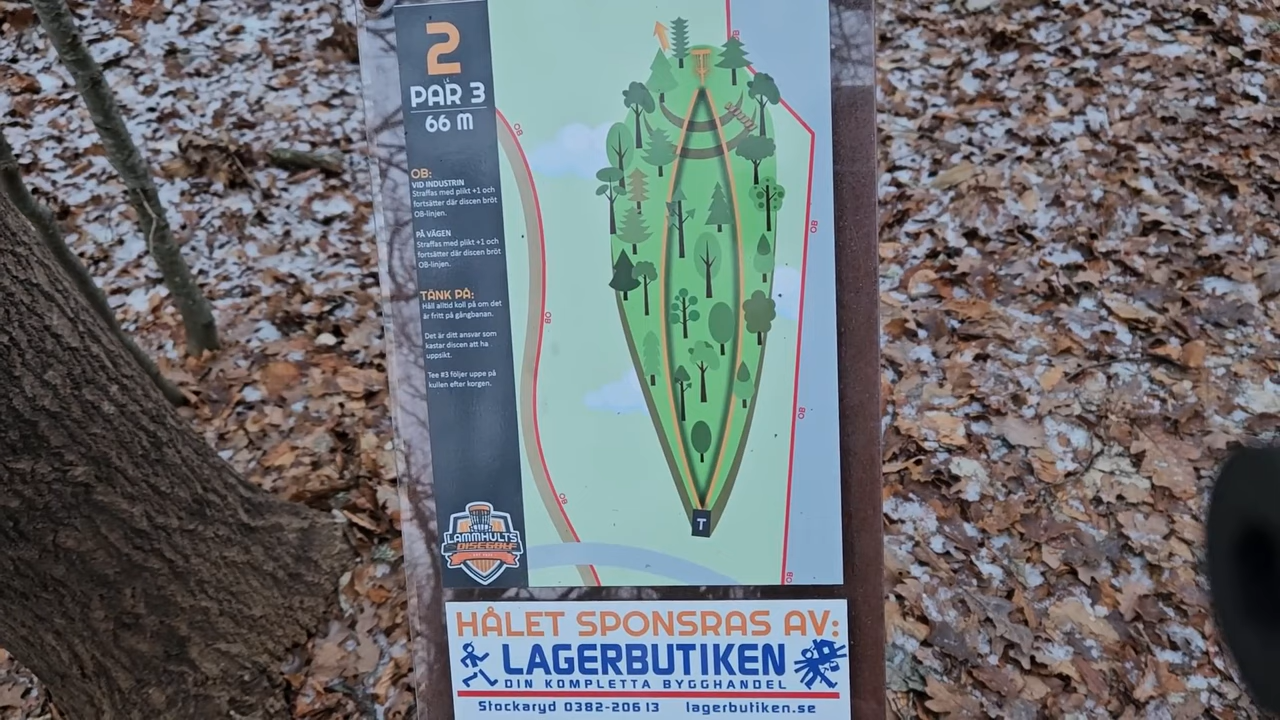 2
PAR 3
66 M
OB:
VID INDUSTRIN
Straffas med plikt +1 och
fortsätter där discen bröt
OB-linjen.
PÅ VÄGEN
Straffas med plikt +1 och
fortsätter där discen bröt
OB-linjen.
TÄNK PÅ:
Håll alltid koll på om det
är fritt på gångbanan.
Det är ditt ansvar som
kastar discen att ha
uppsikt.
Tee #3 följer uppe på
kullen efter korgen.
LAMMHULTS
DISCGOLF
OB
OB
OB
OB
OB
OB
OB
T
HÅLET SPONSRAS AV:
LAGERBUTIKEN
DIN KOMPLETTA BYGGHANDEL
Stockaryd 0382-206 13 lagerbutiken.se